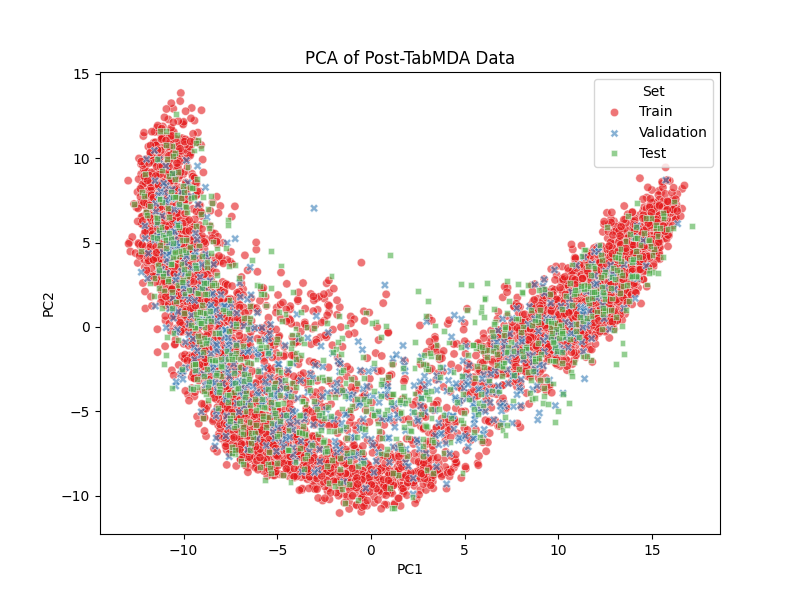 PCA of Post-TabMDA Data
Set
Train
Validation
Test
15
10
5
0
−5
−10
PC2
−10
−5
0
5
10
15
PC1